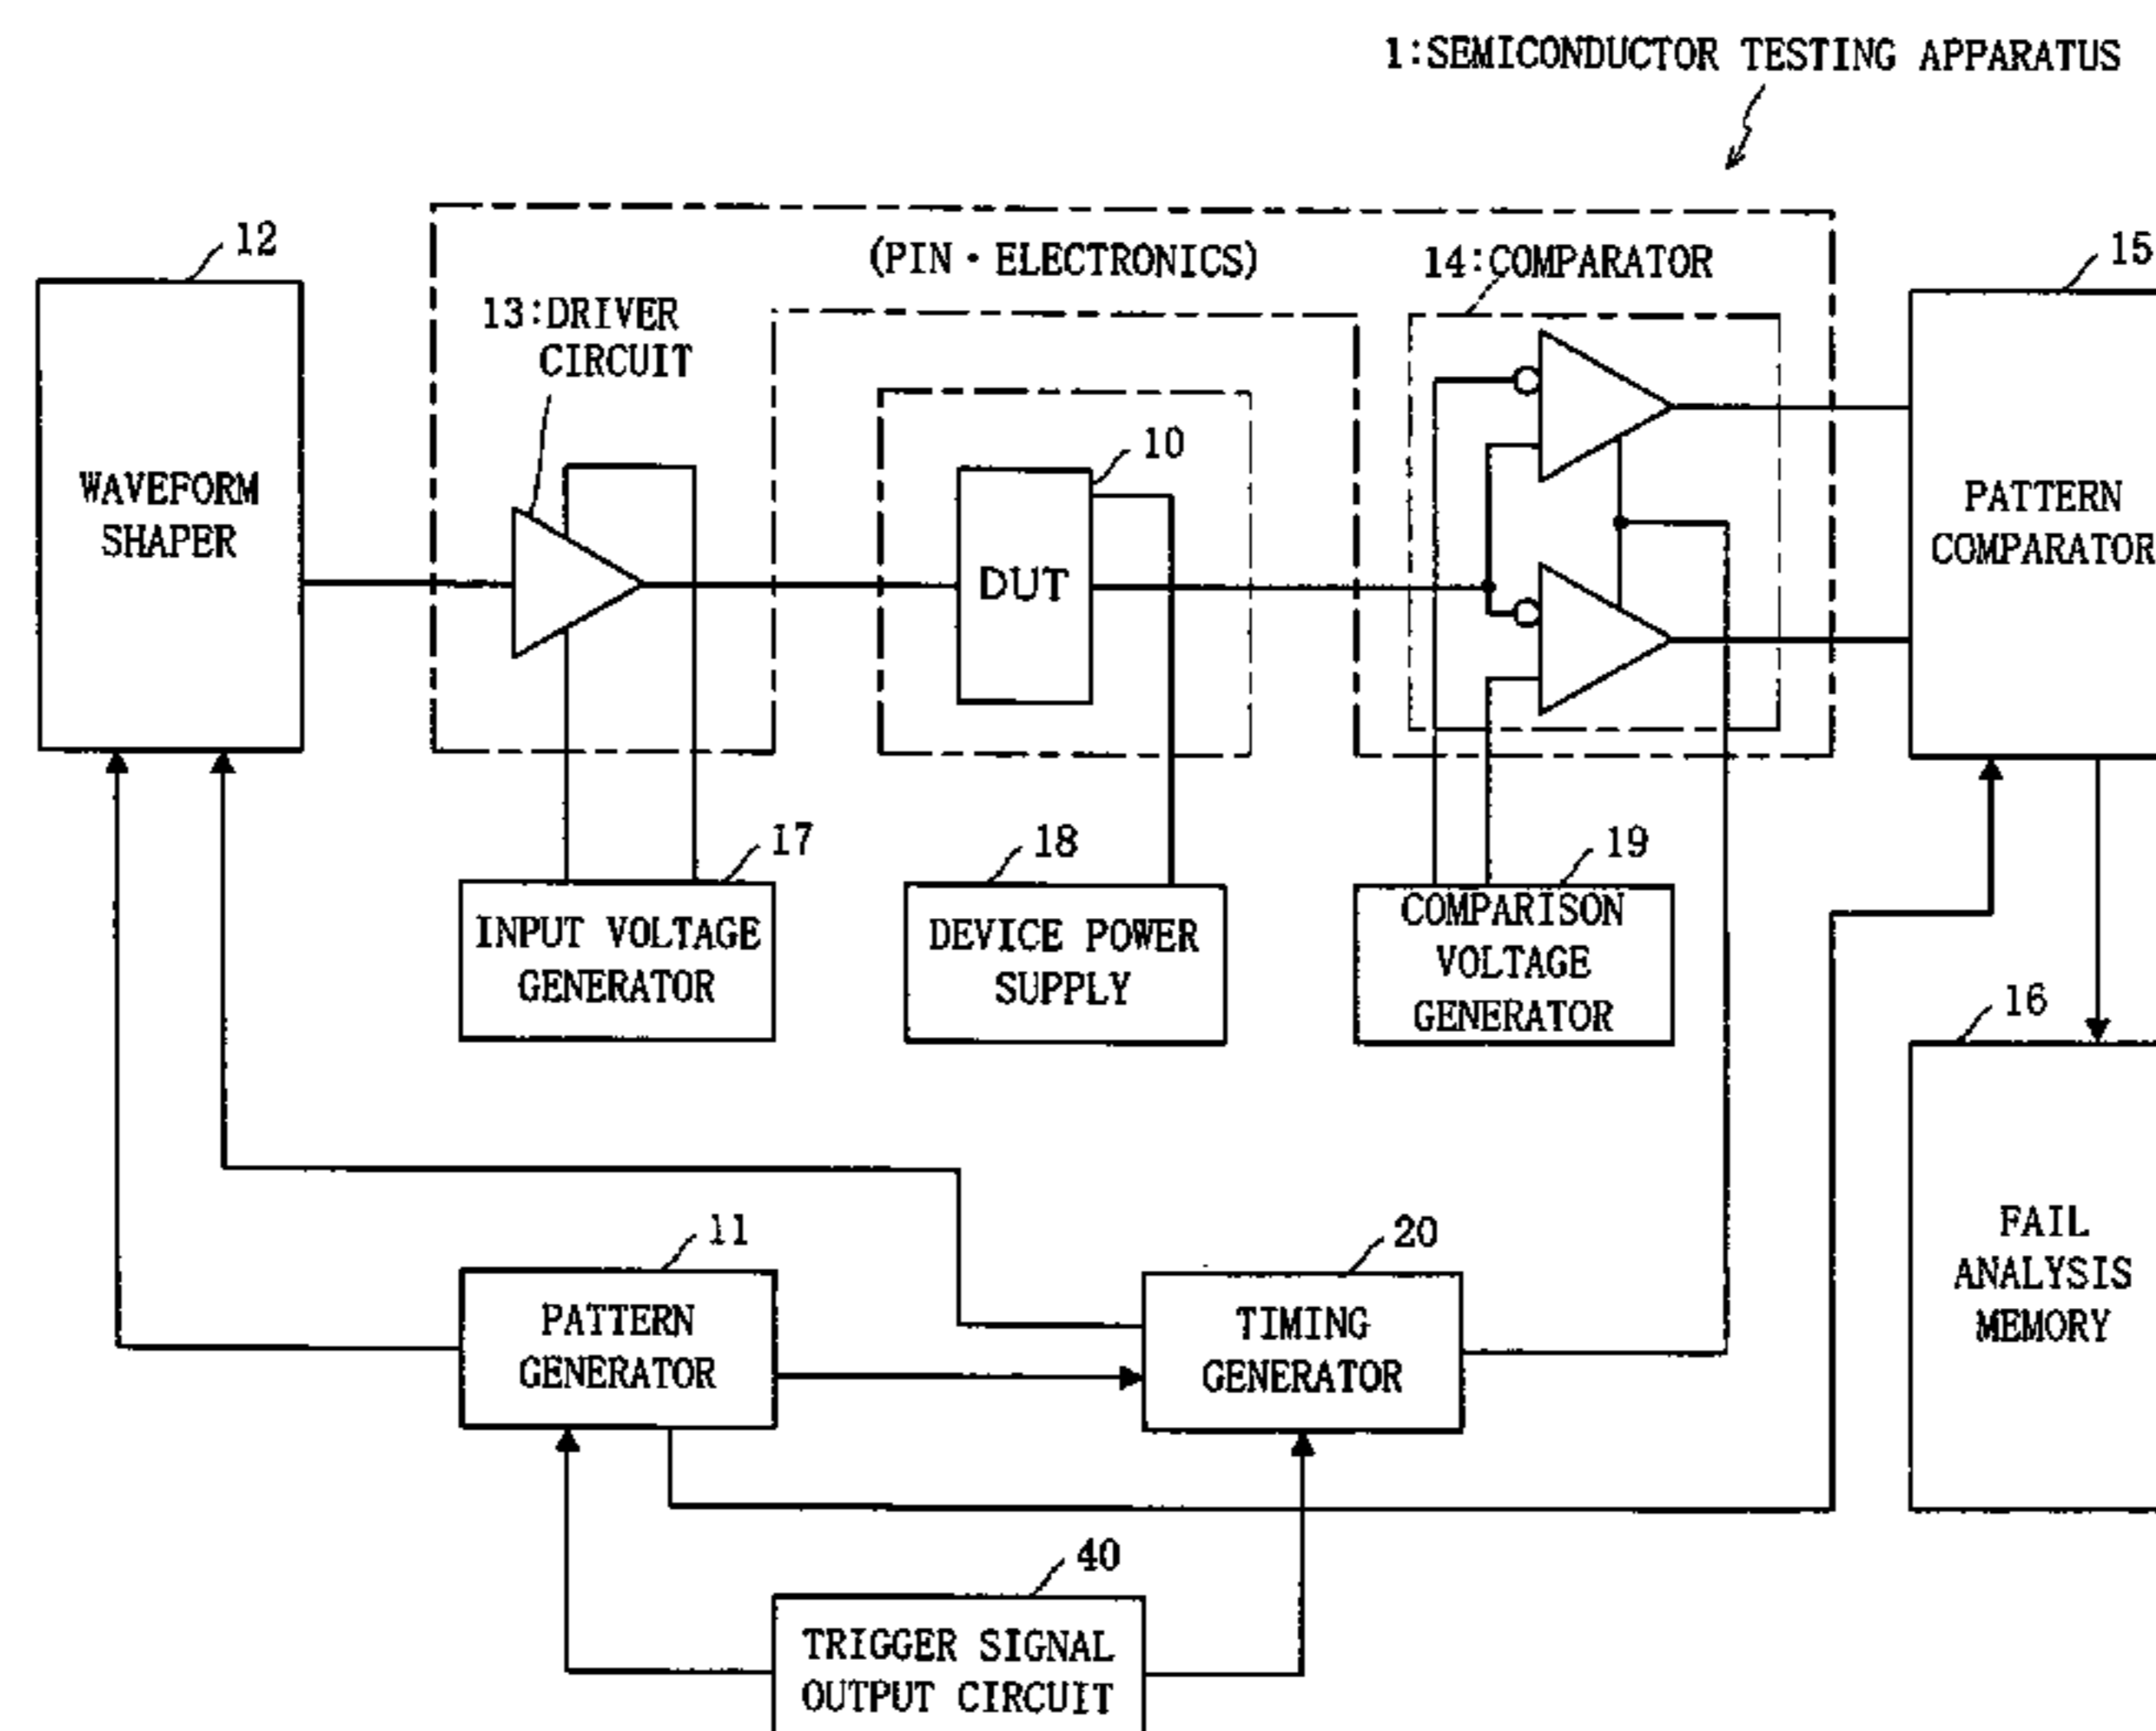 1:SEMICONDUCTOR TESTING APPARATUS
12
(PIN・ELECTRONICS)
14:COMPARATOR
15
13:DRIVER
CIRCUIT
10
WAVEFORM
SHAPER
DUT
PATTERN
COMPARATOR
17
18
19
INPUT VOLTAGE
GENERATOR
DEVICE POWER
SUPPLY
COMPARISON
VOLTAGE
GENERATOR
16
11
20
PATTERN
GENERATOR
TIMING
GENERATOR
FAIL
ANALYSIS
MEMORY
40
TRIGGER SIGNAL
OUTPUT CIRCUIT